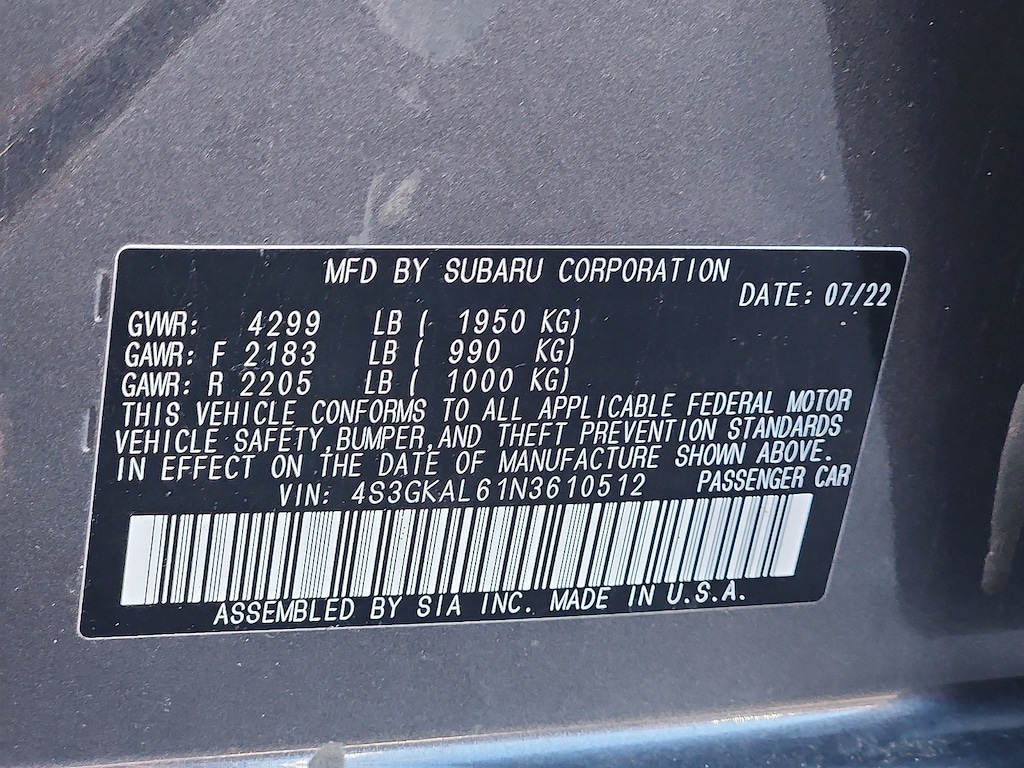 MFD BY SUBARU CORPORATION
DATE: 07/22
GVWR: 4299 LB ( 1950 KG)
GAWR: F 2183 LB ( 990 KG)
GAWR: R 2205 LB ( 1000 KG)
THIS VEHICLE CONFORMS TO ALL APPLICABLE FEDERAL MOTOR
VEHICLE SAFETY,BUMPER,AND THEFT PREVENTION STANDARDS
IN EFFECT ON THE DATE OF MANUFACTURE SHOWN ABOVE.
VIN: 4S3GKAL61N3610512 PASSENGER CAR
ASSEMBLED BY SIA INC. MADE IN U.S.A.